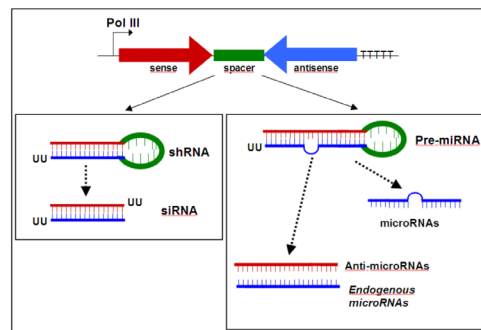 Pol III
TTTTT
sense spacer antisense
shRNA
UU
UU
siRNA
UU
Pre-miRNA
UU
microRNAs
Anti-microRNAs
Endogenous
microRNAs